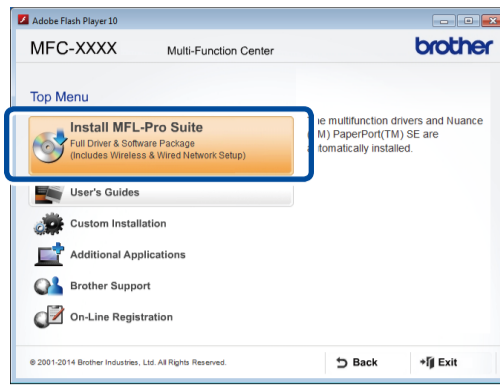 Adobe Flash Player 10
MFC-XXXX Multi-Function Center brother
Top Menu
Install MFL-Pro Suite
Full Driver & Software Package
(Includes Wireless & Wired Network Setup)
e multifunction drivers and Nuance
M) PaperPort(TM) SE are
tomatically installed.
User's Guides
Custom Installation
Additional Applications
Brother Support
On-Line Registration
© 2001-2014 Brother Industries, Ltd. All Rights Reserved. Back Exit